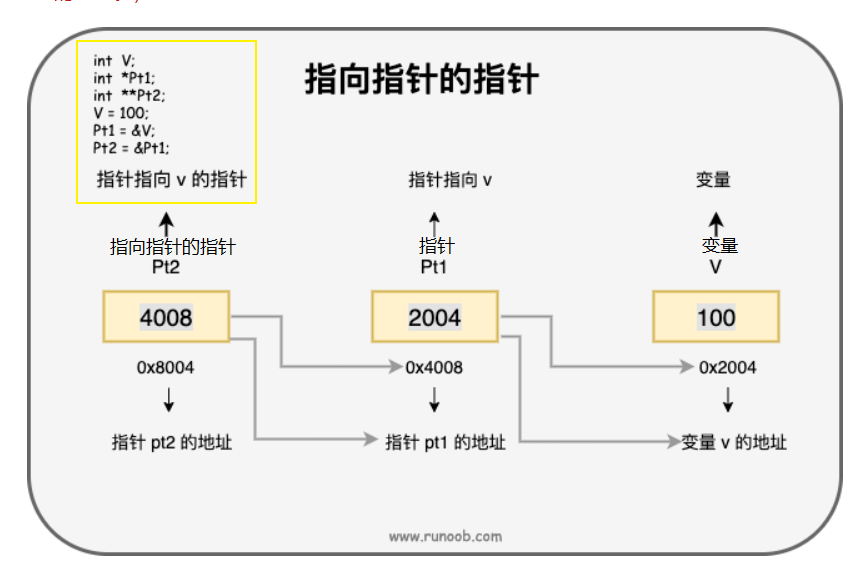 int V;
int *Pt1;
int **Pt2;
V = 100;
Pt1 = &V;
Pt2 = &Pt1;
指向指针的指针
指针指向 v 的指针
指针指向 v
变量
指向指针的指针
指针
变量
Pt2
Pt1
V
4008
2004
100
0x8004
0x4008
0x2004
指针 pt2 的地址
指针 pt1 的地址
变量 v 的地址
www.runoob.com